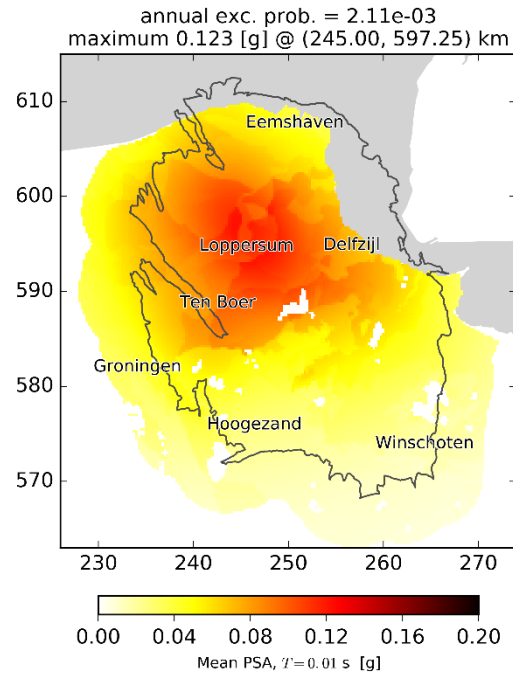 annual exc. prob. = 2.11e-03
maximum 0.123 [g] @ (245.00, 597.25) km
610
Eemshaven
600
Loppersum Delfzijl
590
Ten Boer
Groningen
580
Hoogezand
Winschoten
570
230 240 250 260 270
0.00 0.04 0.08 0.12 0.16 0.20
Mean PSA, T = 0.01 s [g]